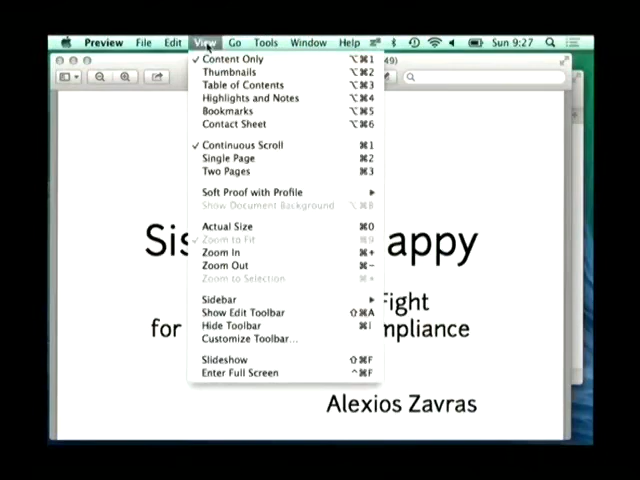 Preview File Edit View Go Tools Window Help Sun 9:27
49)
Content Only ⌥⌘1
Thumbnails ⌥⌘2
Table of Contents ⌥⌘3
Highlights and Notes ⌥⌘4
Bookmarks ⌥⌘5
Contact Sheet ⌥⌘6
Continuous Scroll ⌘1
Single Page ⌘2
Two Pages ⌘3
Soft Proof with Profile
Show Document Background ⌥⌘B
Actual Size ⌘0
Zoom to Fit ⌘9
Zoom In ⌘+
Zoom Out ⌘−
Zoom to Selection ⌘*
Sidebar
Show Edit Toolbar ⇧⌘A
Hide Toolbar
Customize Toolbar...
Slideshow ⇧⌘F
Enter Full Screen ^⌘F
Sis appy
Fight
for mpliance
Alexios Zavras